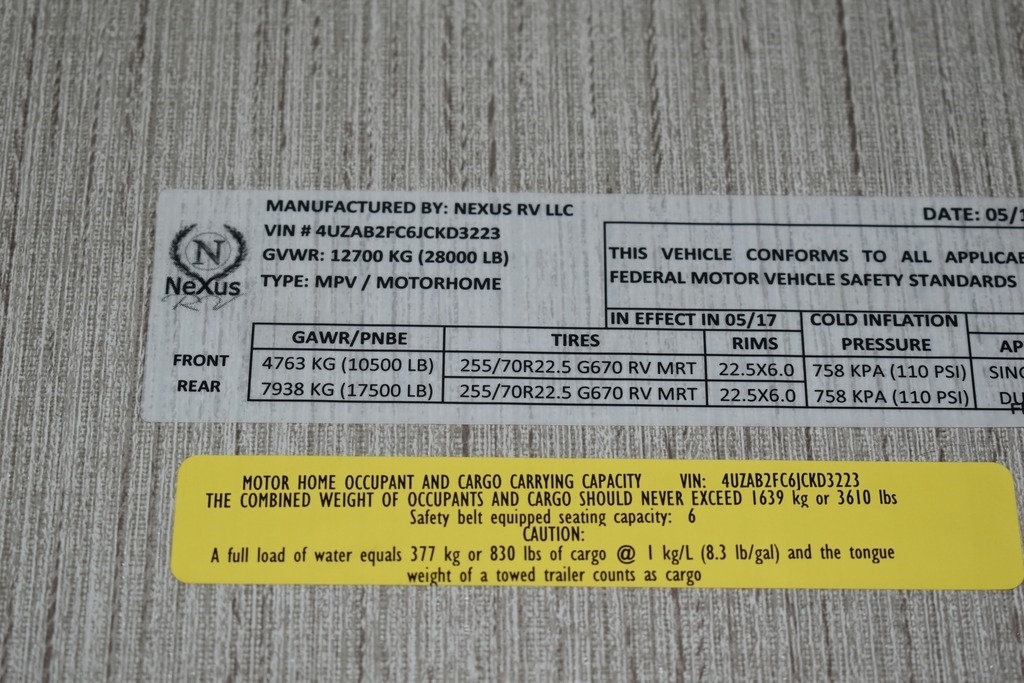 MANUFACTURED BY: NEXUS RV LLC
DATE: 05/1
VIN # 4UZAB2FC6JCKD3223
GVWR: 12700 KG (28000 LB)
TYPE: MPV / MOTORHOME
N
NeXus
RV
THIS VEHICLE CONFORMS TO ALL APPLICAB
FEDERAL MOTOR VEHICLE SAFETY STANDARDS
IN EFFECT IN 05/17
COLD INFLATION
GAWR/PNBE TIRES RIMS PRESSURE AP
FRONT 4763 KG (10500 LB) 255/70R22.5 G670 RV MRT 22.5X6.0 758 KPA (110 PSI) SING
REAR 7938 KG (17500 LB) 255/70R22.5 G670 RV MRT 22.5X6.0 758 KPA (110 PSI) DU
MOTOR HOME OCCUPANT AND CARGO CARRYING CAPACITY VIN: 4UZAB2FC6JCKD3223
THE COMBINED WEIGHT OF OCCUPANTS AND CARGO SHOULD NEVER EXCEED 1639 kg or 3610 lbs
Safety belt equipped seating capacity: 6
CAUTION:
A full load of water equals 377 kg or 830 lbs of cargo @ 1 kg/L (8.3 lb/gal) and the tongue
weight of a towed trailer counts as cargo